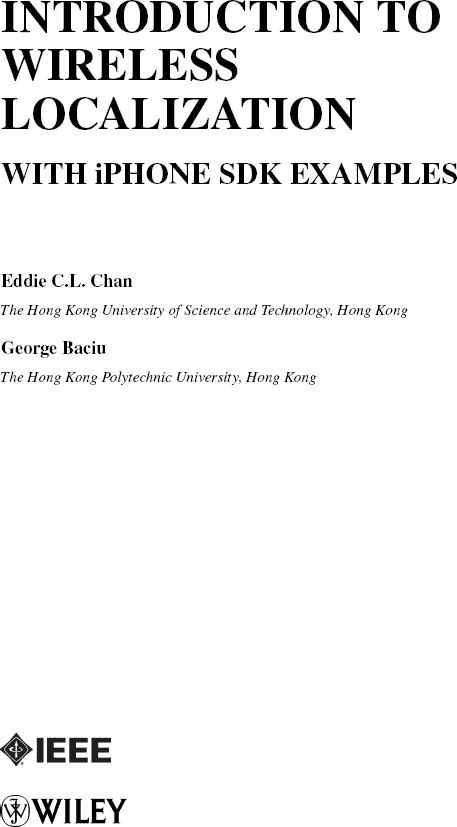 INTRODUCTION TO
WIRELESS
LOCALIZATION
WITH iPHONE SDK EXAMPLES
Eddie C.L. Chan
The Hong Kong University of Science and Technology, Hong Kong
George Baciu
The Hong Kong Polytechnic University, Hong Kong
IEEE
WILEY